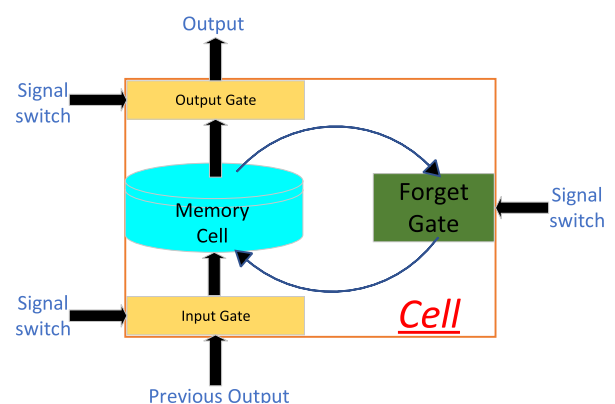 Output
Signal
switch
Output Gate
Memory
Cell
Forget
Gate
Signal
switch
Signal
switch
Input Gate
Cell
Previous Output